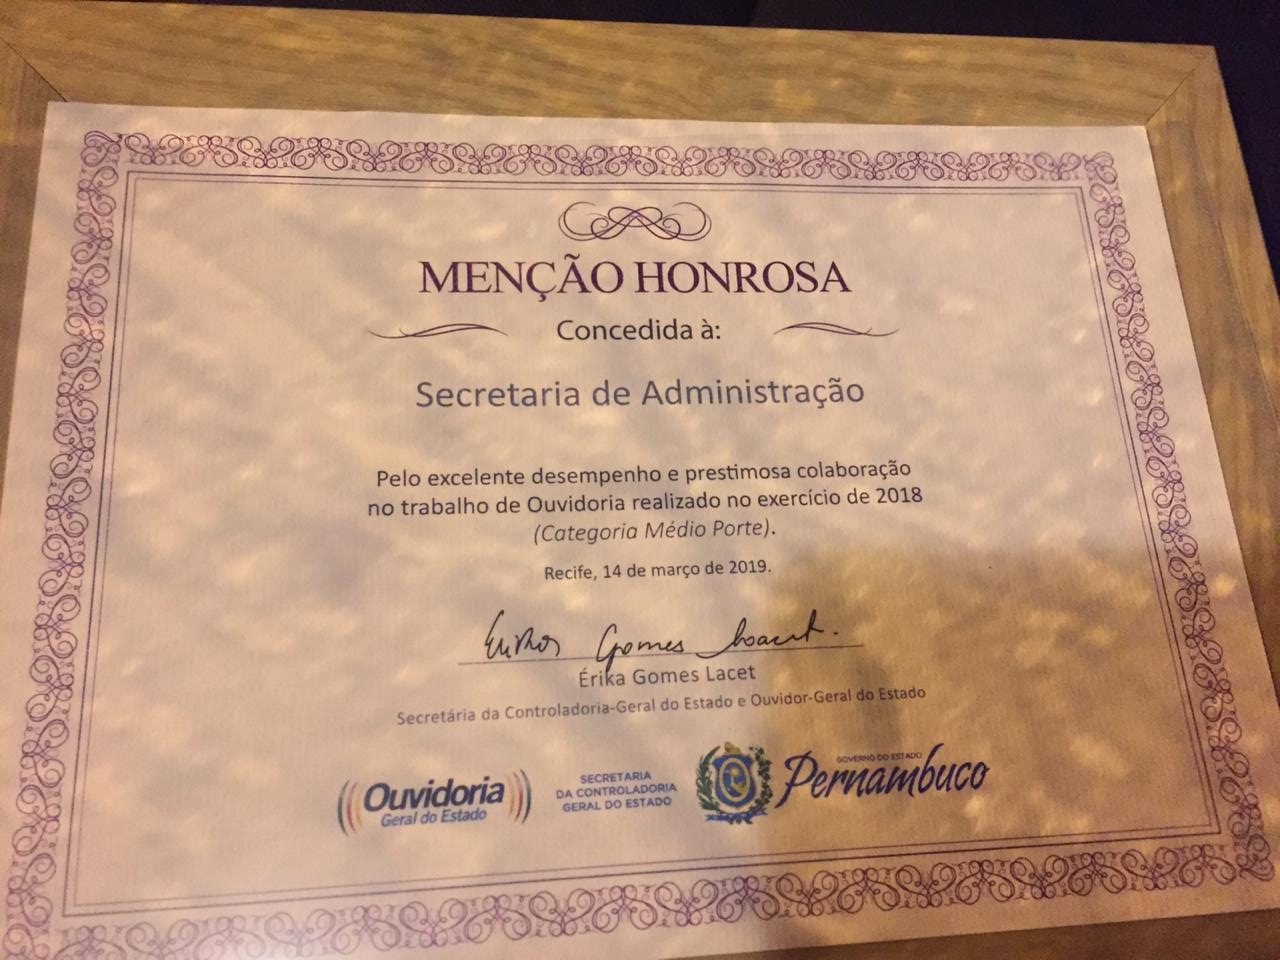 MENÇÃO HONROSA
Concedida à:
Secretaria de Administração
Pelo excelente desempenho e prestimosa colaboração
no trabalho de Ouvidoria realizado no exercício de 2018
(Categoria Médio Porte).
Recife, 14 de março de 2019.
Érika Gomes Lacet
Secretária da Controladoria-Geral do Estado e Ouvidor-Geral do Estado
Ouvidoria
Geral do Estado
SECRETARIA
DA CONTROLADORIA
GERAL DO ESTADO
GOVERNO DO ESTADO
Pernambuco